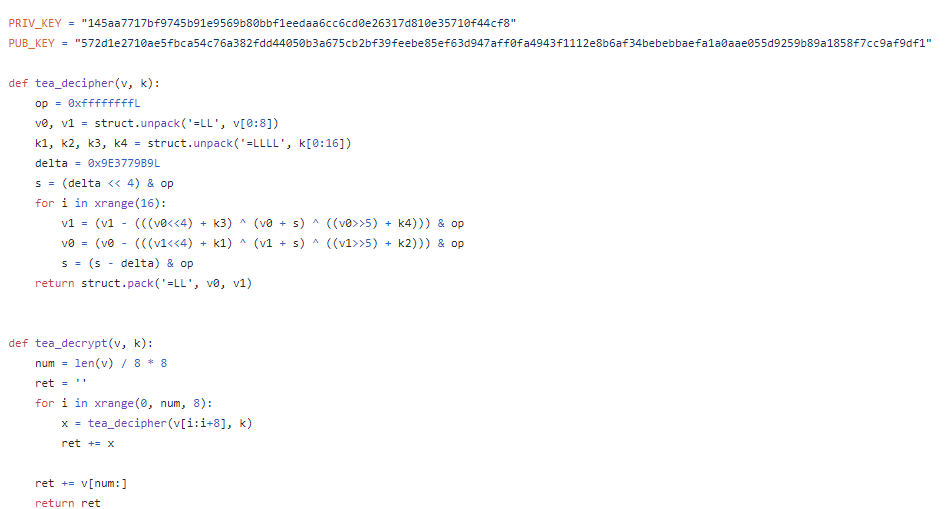 PRIV_KEY = "145aa7717bf9745b91e9569b80bbf1eedaa6cc6cd0e26317d810e35710f44cf8"
PUB_KEY = "572d1e2710ae5fbca54c76a382fdd44050b3a675cb2bf39feebe85ef63d947aff0fa4943f1112e8b6af34bebebbaefa1a0aae055d9259b89a1858f7cc9af9df1"
def tea_decipher(v, k):
    op = 0xffffffffL
    v0, v1 = struct.unpack('=LL', v[0:8])
    k1, k2, k3, k4 = struct.unpack('=LLLL', k[0:16])
    delta = 0x9E3779B9L
    s = (delta << 4) & op
    for i in xrange(16):
        v1 = (v1 - (((v0<<4) + k3) ^ (v0 + s) ^ ((v0>>5) + k4))) & op
        v0 = (v0 - (((v1<<4) + k1) ^ (v1 + s) ^ ((v1>>5) + k2))) & op
        s = (s - delta) & op
    return struct.pack('=LL', v0, v1)
def tea_decrypt(v, k):
    num = len(v) / 8 * 8
    ret = ''
    for i in xrange(0, num, 8):
        x = tea_decipher(v[i:i+8], k)
        ret += x
    ret += v[num:]
    return ret